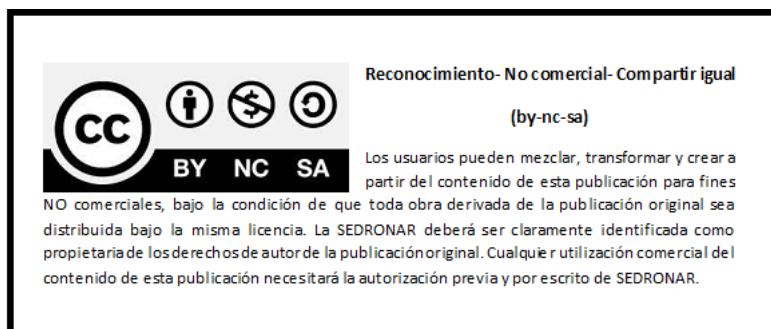 Reconocimiento- No comercial- Compartir igual
(by-nc-sa)
CC
BY NC SA
Los usuarios pueden mezclar, transformar y crear a
partir del contenido de esta publicación para fines
NO comerciales, bajo la condición de que toda obra derivada de la publicación original sea
distribuida bajo la misma licencia. La SEDRONAR deberá ser claramente identificada como
propietaria de los derechos de autor de la publicación original. Cualquier utilización comercial del
contenido de esta publicación necesitará la autorización previa y por escrito de SEDRONAR.